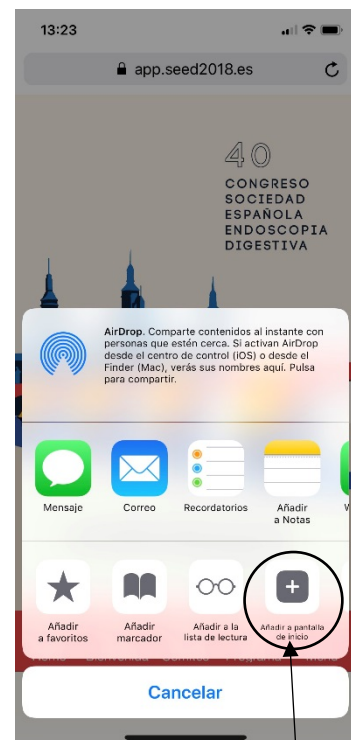 13:23
app.seed2018.es
40
CONGRESO
SOCIEDAD
ESPAÑOLA
ENDOSCOPIA
DIGESTIVA
AirDrop. Comparte contenidos al instante con
personas que estén cerca. Si activan AirDrop
desde el centro de control (iOS) o desde el
Finder (Mac), verás sus nombres aquí. Pulsa
para compartir.
Mensaje
Correo
Recordatorios
Añadir
a Notas
Añadir
a favoritos
Añadir
marcador
Añadir a la
lista de lectura
Añadir a pantalla
de inicio
Cancelar